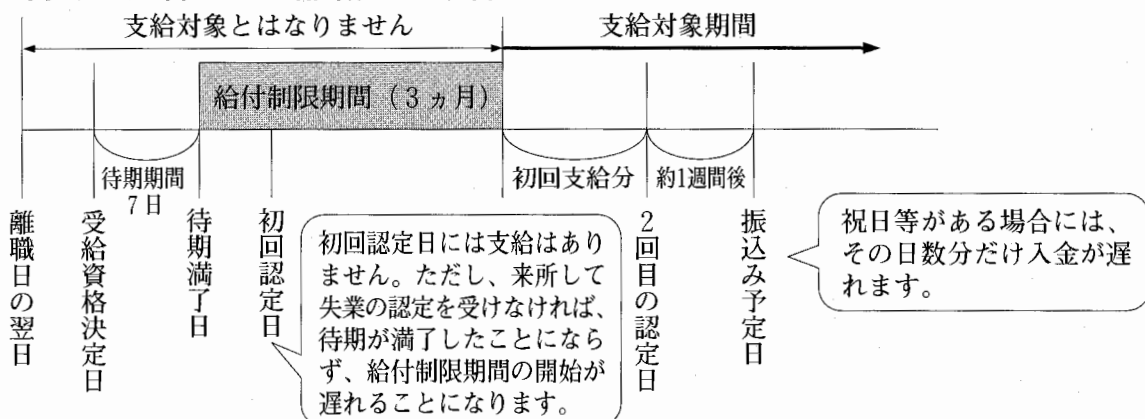 支給対象とはなりません
支給対象期間
給付制限期間（3ヵ月）
待期期間
7日
初回支給分
約1週間後
離職日の翌日
受給資格決定日
待期満了日
初回認定日
初回認定日には支給はあり
ません。ただし、来所して
失業の認定を受けなければ、
待期が満了したことになら
ず、給付制限期間の開始が
遅れることになります。
2回目の認定日
振込み予定日
祝日等がある場合には、
その日数分だけ入金が遅
れます。